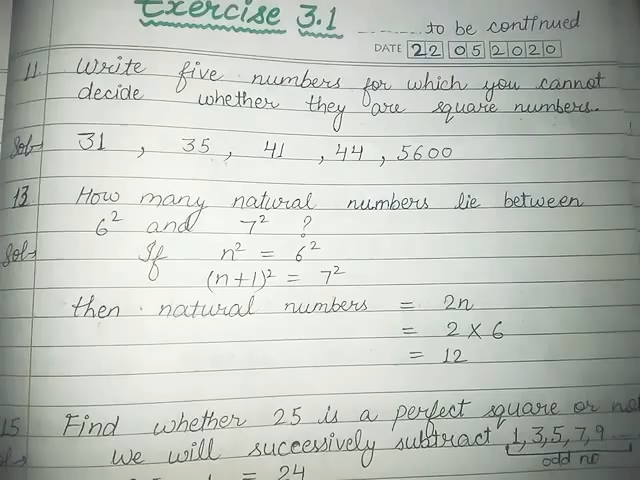 Exercise 3.1
to be continued
DATE 22 05 2020
11 Write five numbers for which you cannot
decide whether they are square numbers.
Sol 31 , 35 , 41 , 44 , 5600
13 How many natural numbers lie between
6² and 7² ?
Sol If n² = 6²
(n+1)² = 7²
then natural numbers = 2n
= 2 × 6
= 12
15 Find whether 25 is a perfect square or
we will successively subtract 1, 3, 5, 7, 9
odd no
= 24